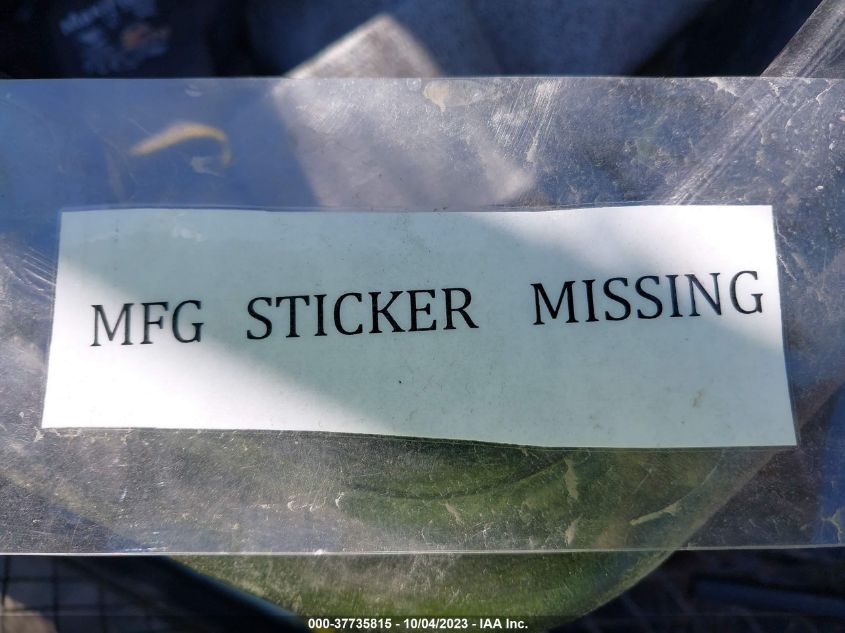 MFG STICKER MISSING
000-37735815 - 10/04/2023 - IAA Inc.